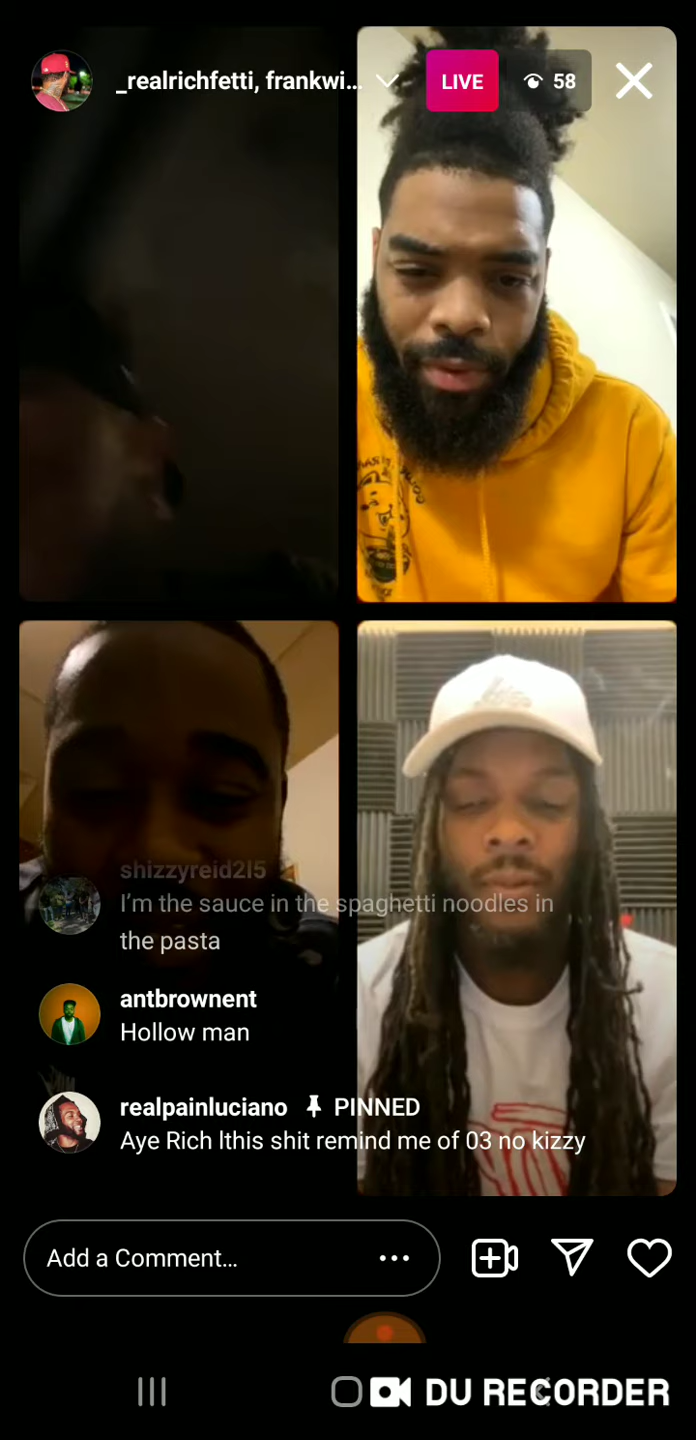 _realrichfetti, frankwi...
LIVE
58
shizzyreid2l5
I'm the sauce in the spaghetti noodles in
the pasta
antbrownent
Hollow man
realpainluciano PINNED
Aye Rich lthis shit remind me of 03 no kizzy
Add a Comment...
DU RECORDER